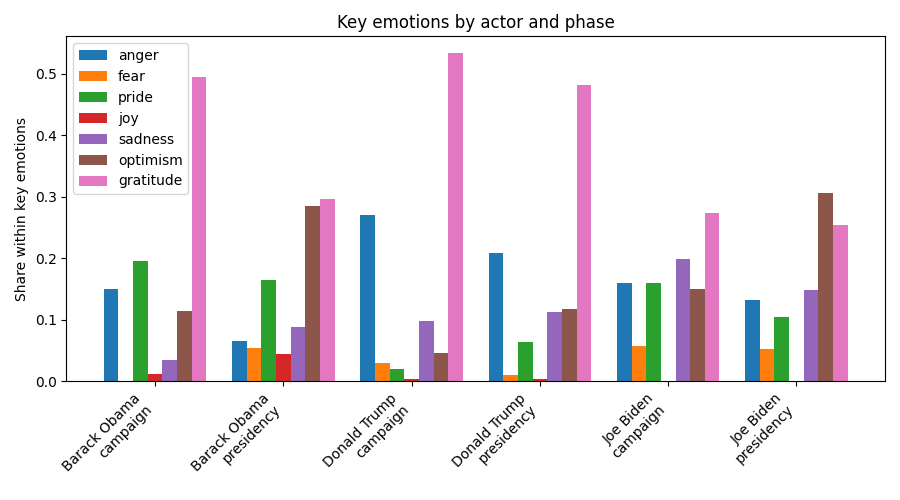 Key emotions by actor and phase
anger
fear
pride
joy
sadness
optimism
gratitude
Share within key emotions
0.5
0.4
0.3
0.2
0.1
0.0
Barack Obama
campaign
Barack Obama
presidency
Donald Trump
campaign
Donald Trump
presidency
Joe Biden
campaign
Joe Biden
presidency